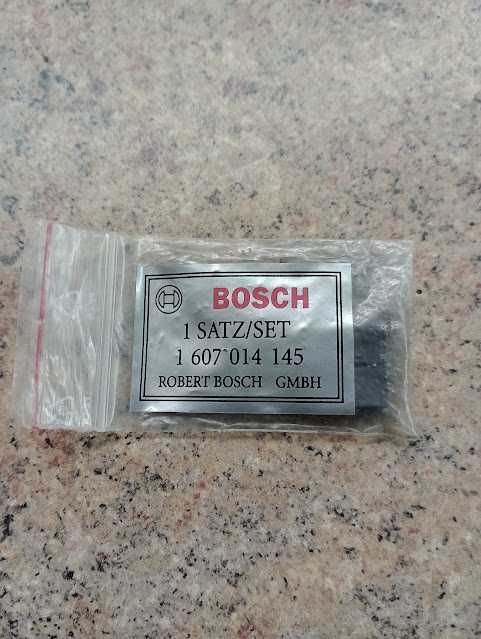 BOSCH
1 SATZ/SET
1 607 014 145
ROBERT BOSCH GMBH